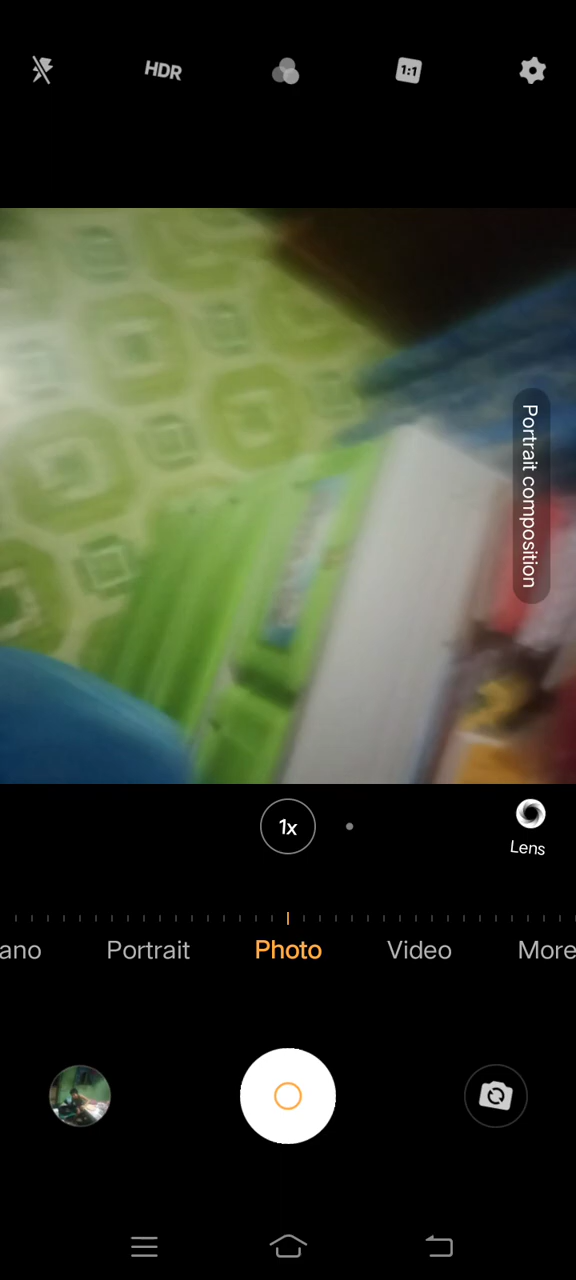 HDR
1:1
Portrait composition
1x
Lens
ano
Portrait
Photo
Video
More